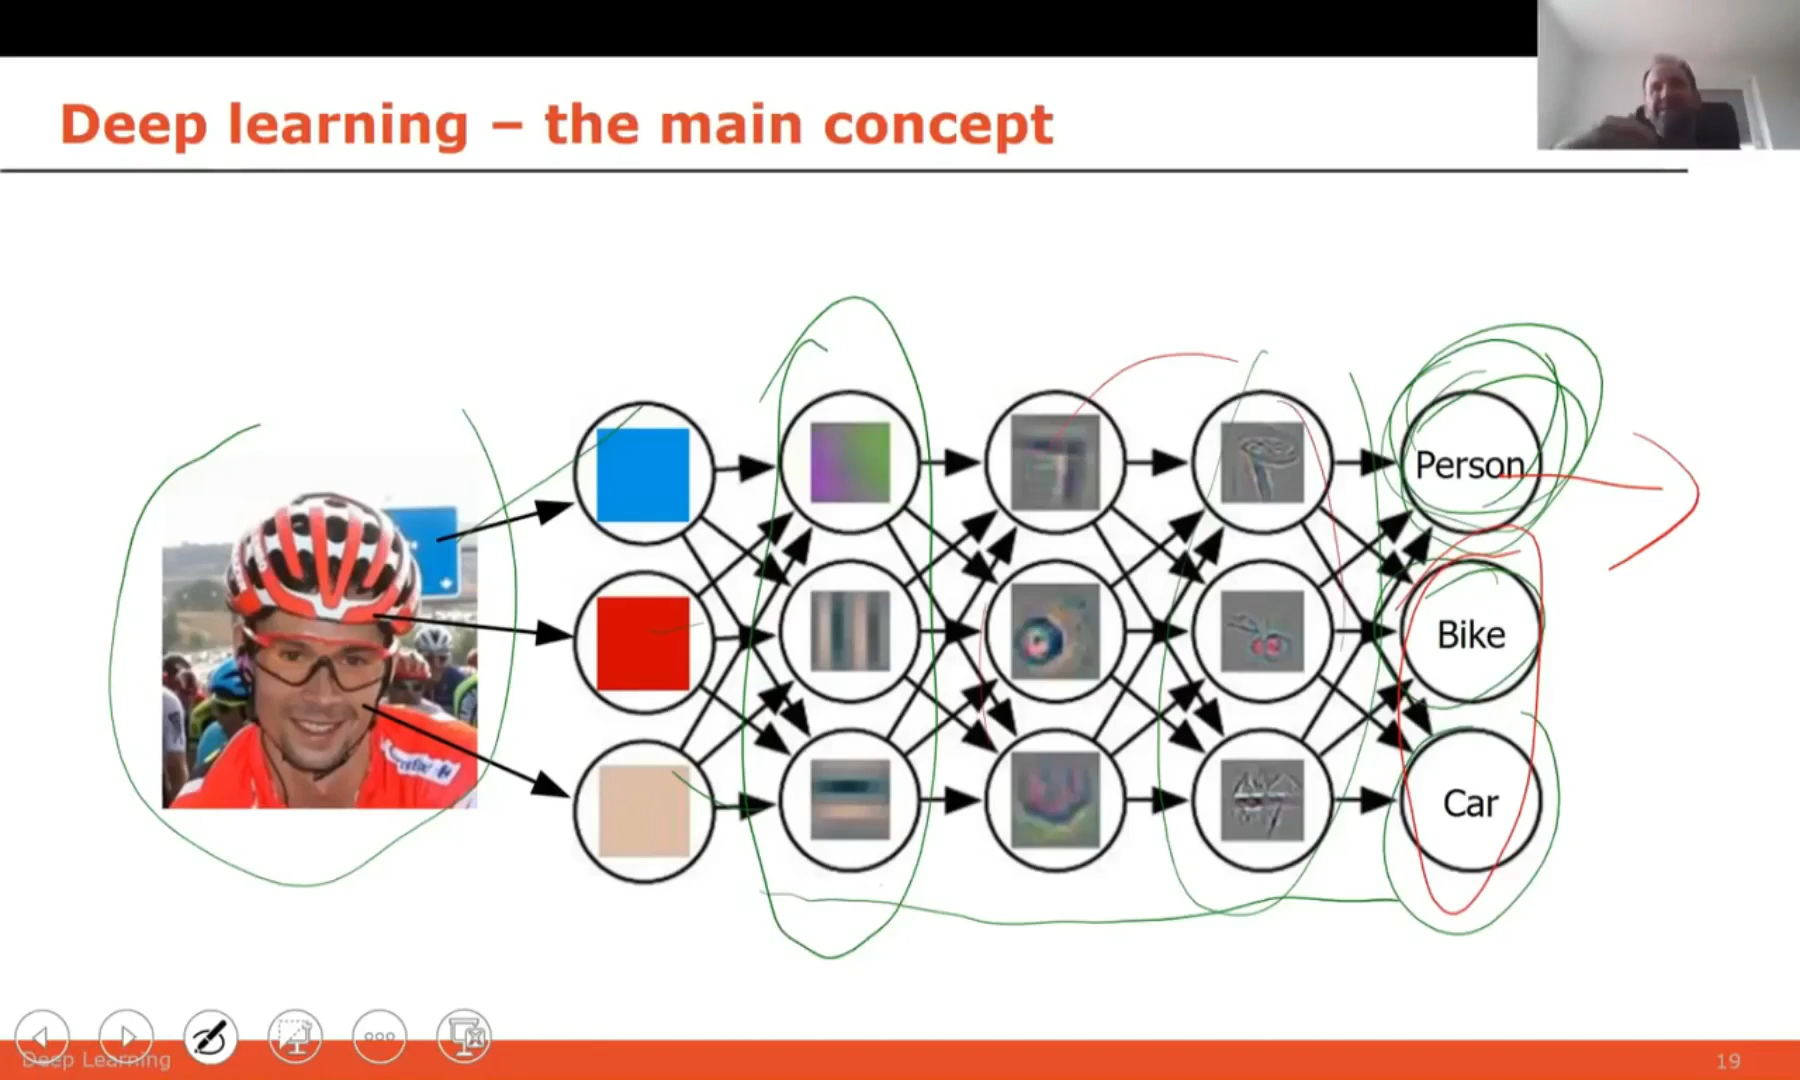 Deep learning – the main concept
Person
Bike
Car
Deep Learning
19